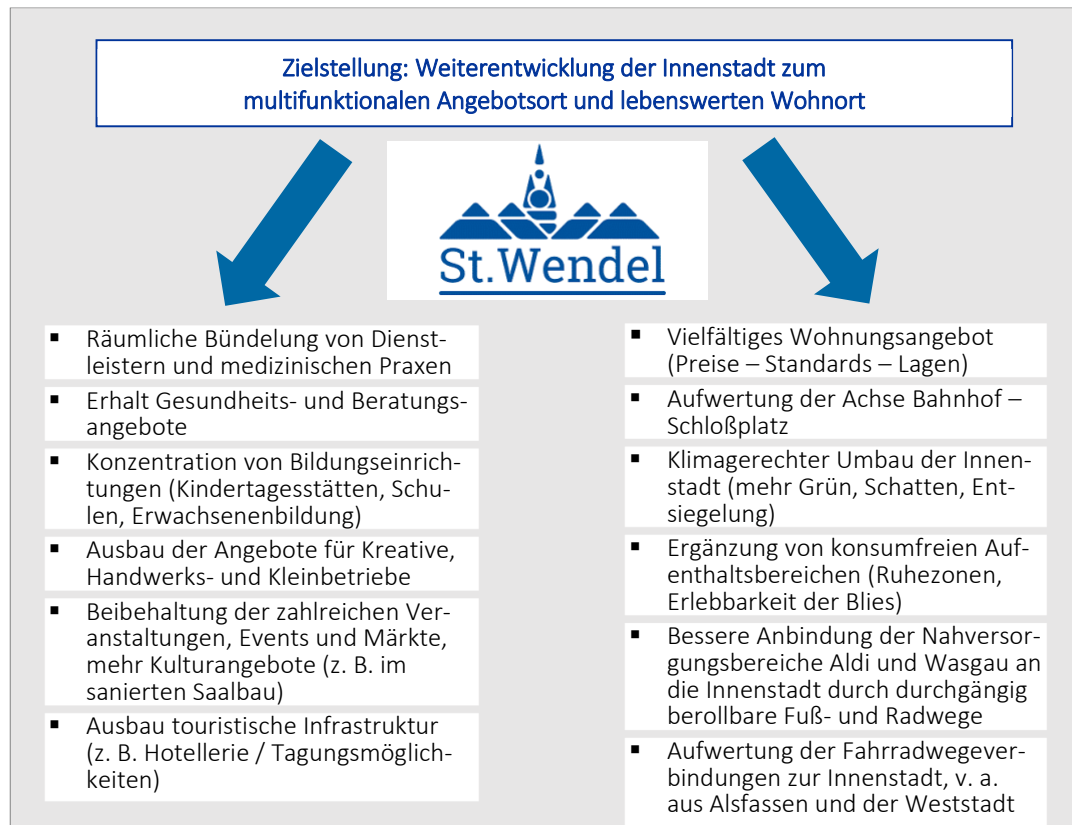 Zielstellung: Weiterentwicklung der Innenstadt zum
multifunktionalen Angebotsort und lebenswerten Wohnort
St.Wendel
▪ Räumliche Bündelung von Dienst-
leistern und medizinischen Praxen
▪ Erhalt Gesundheits- und Beratungs-
angebote
▪ Konzentration von Bildungseinrich-
tungen (Kindertagesstätten, Schu-
len, Erwachsenenbildung)
▪ Ausbau der Angebote für Kreative,
Handwerks- und Kleinbetriebe
▪ Beibehaltung der zahlreichen Ver-
anstaltungen, Events und Märkte,
mehr Kulturangebote (z. B. im
sanierten Saalbau)
▪ Ausbau touristische Infrastruktur
(z. B. Hotellerie / Tagungsmöglich-
keiten)
▪ Vielfältiges Wohnungsangebot
(Preise – Standards – Lagen)
▪ Aufwertung der Achse Bahnhof –
Schloßplatz
▪ Klimagerechter Umbau der Innen-
stadt (mehr Grün, Schatten, Ent-
siegelung)
▪ Ergänzung von konsumfreien Auf-
enthaltsbereichen (Ruhezonen,
Erlebbarkeit der Blies)
▪ Bessere Anbindung der Nahversor-
gungsbereiche Aldi und Wasgau an
die Innenstadt durch durchgängig
berollbare Fuß- und Radwege
▪ Aufwertung der Fahrradwegever-
bindungen zur Innenstadt, v. a.
aus Alsfassen und der Weststadt